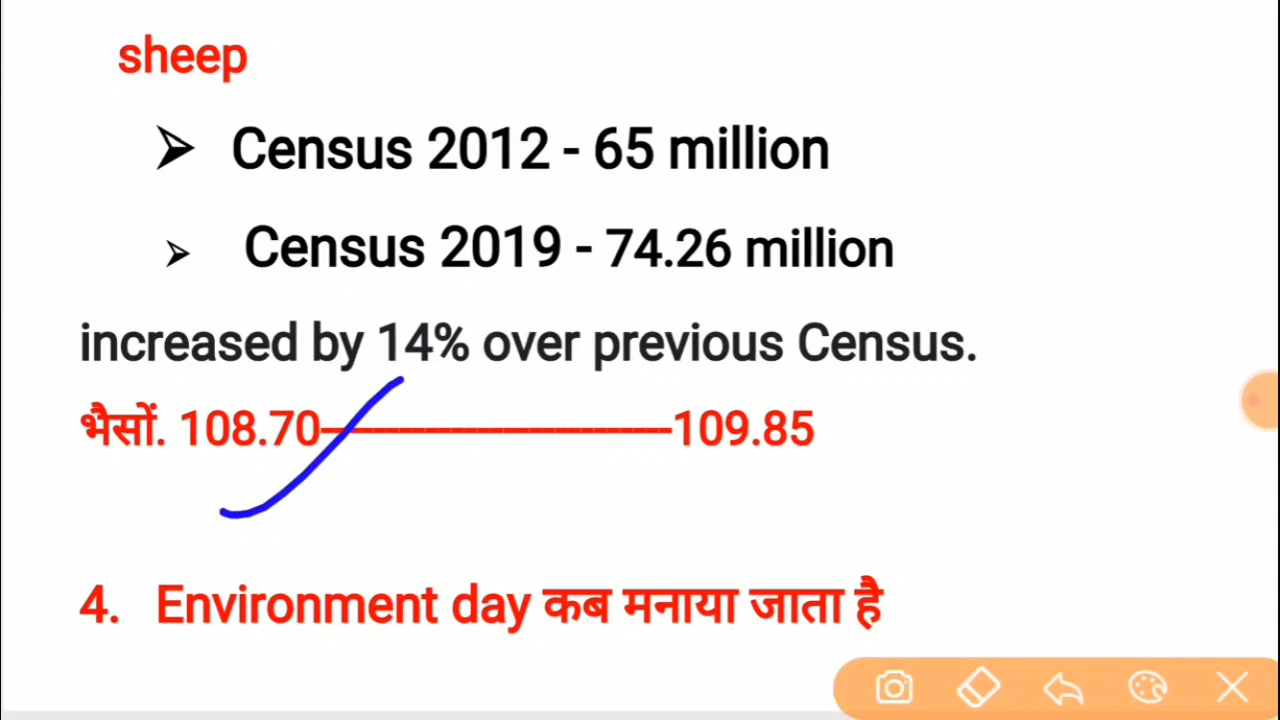 sheep
➢ Census 2012 - 65 million
➢ Census 2019 - 74.26 million
increased by 14% over previous Census.
भैसों. 108.70-------------------------109.85
4. Environment day कब मनाया जाता है